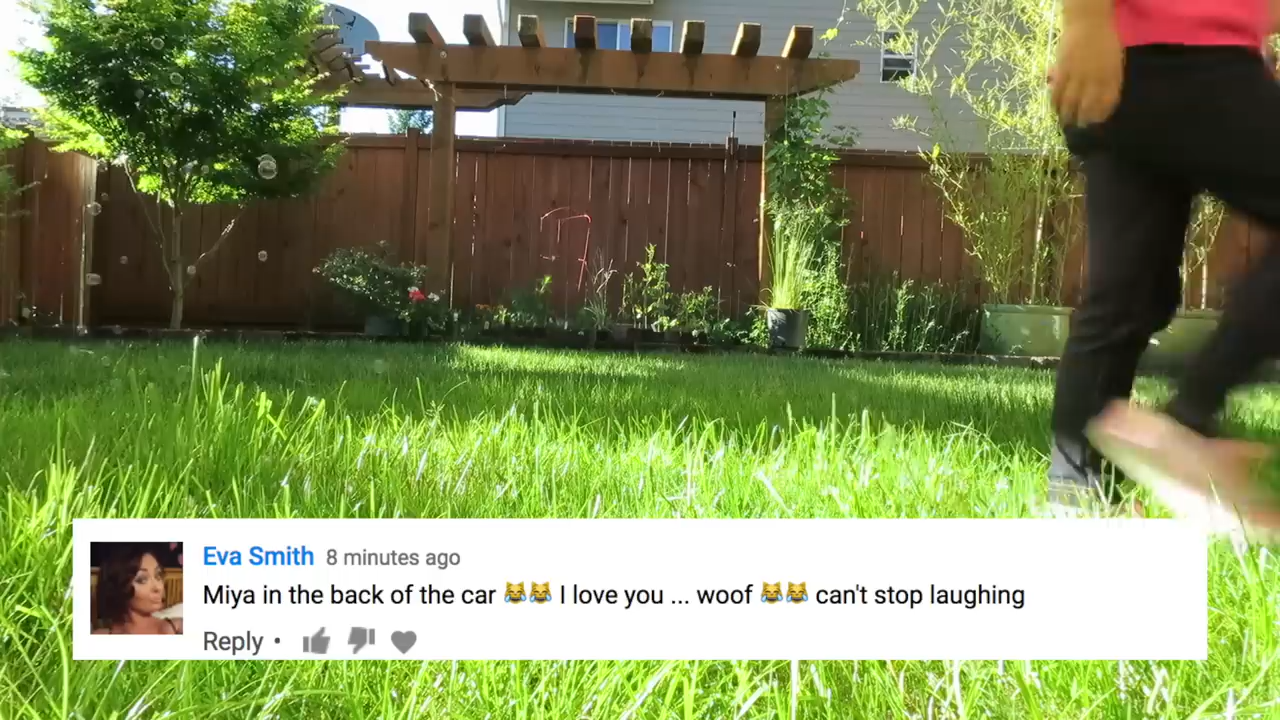 Eva Smith 8 minutes ago
Miya in the back of the car 😹😹 I love you ... woof 😹😹 can't stop laughing
Reply •